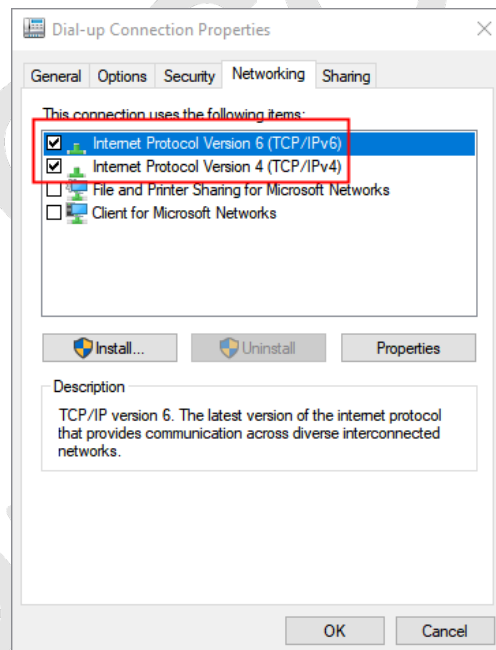 Dial-up Connection Properties
General Options Security Networking Sharing
This connection uses the following items:
Internet Protocol Version 6 (TCP/IPv6)
Internet Protocol Version 4 (TCP/IPv4)
File and Printer Sharing for Microsoft Networks
Client for Microsoft Networks
Install... Uninstall Properties
Description
TCP/IP version 6. The latest version of the internet protocol
that provides communication across diverse interconnected
networks.
OK Cancel